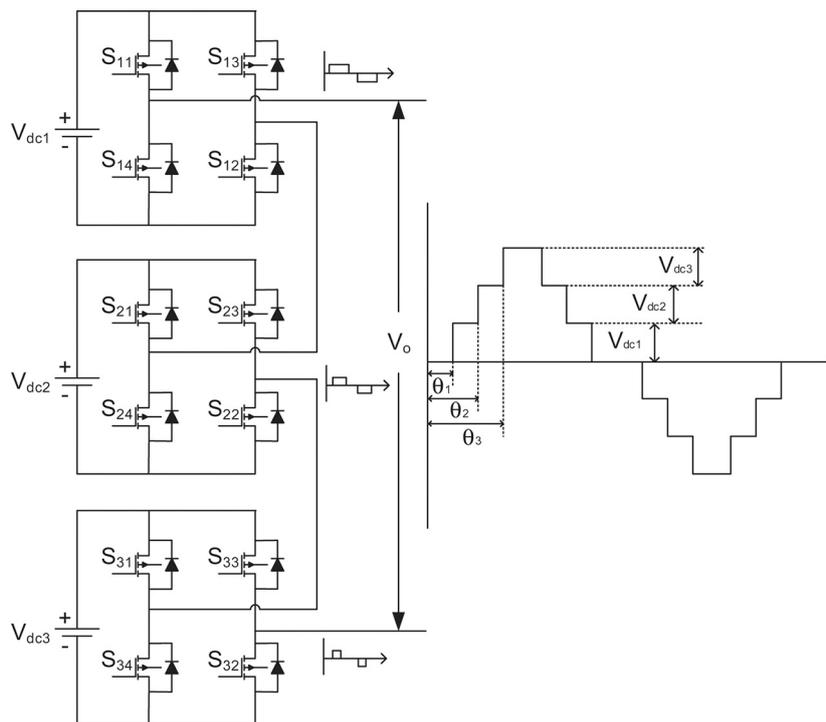 S11
S13
+
Vdc1
-
S14
S12
S21
S23
+
Vdc2
-
S24
S22
S31
S33
+
Vdc3
-
S34
S32
Vo
Vdc3
Vdc2
Vdc1
θ1
θ2
θ3